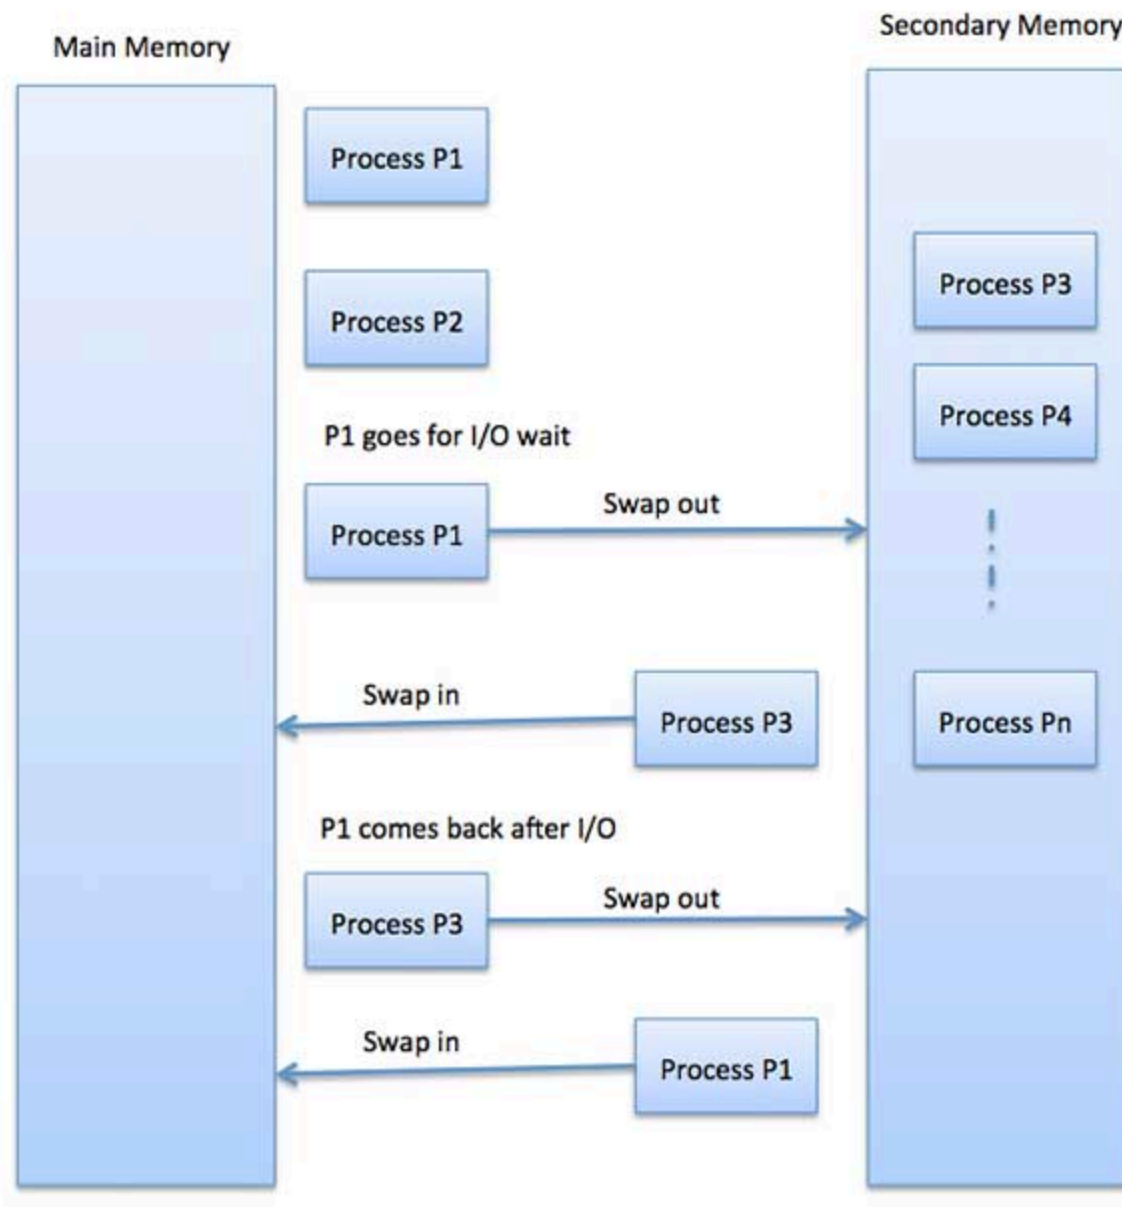 Main Memory
Secondary Memory
Process P1
Process P2
Process P3
Process P4
P1 goes for I/O wait
Process P1
Swap out
Swap in
Process P3
Process Pn
P1 comes back after I/O
Process P3
Swap out
Swap in
Process P1